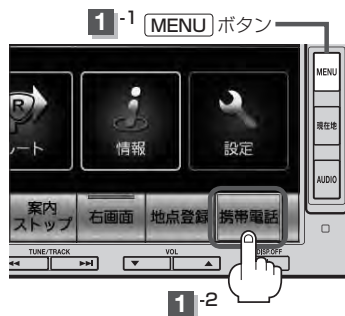 1 -1 MENU ボタン
MENU
現在地
AUDIO
ート 情報 設定
案内
ストップ 右画面 地点登録 携帯電話
TUNE/TRACK VOL DISP.OFF
1 -2